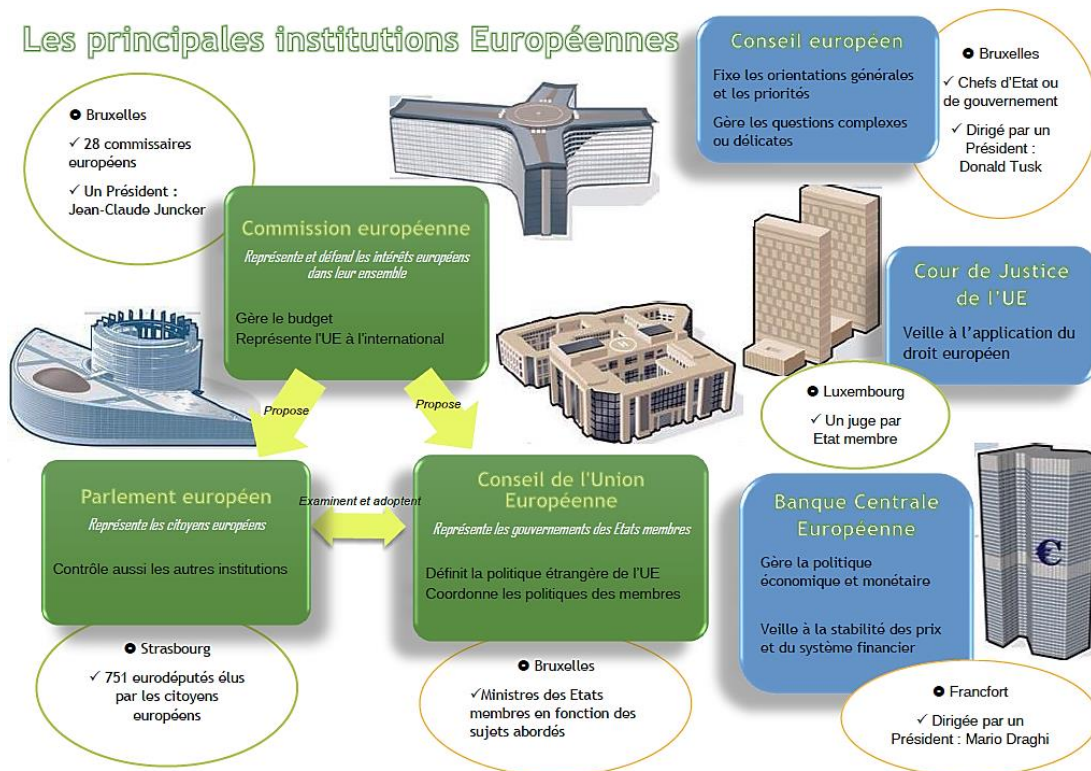 Les principales institutions Européennes
Conseil européen
Fixe les orientations générales
et les priorités
Gère les questions complexes
ou délicates
Bruxelles
✓ Chefs d'Etat ou
de gouvernement
✓ Dirigé par un
Président :
Donald Tusk
Bruxelles
✓ 28 commissaires
européens
✓ Un Président :
Jean-Claude Juncker
Commission européenne
Représente et défend les intérêts européens
dans leur ensemble
Gère le budget
Représente l'UE à l'international
Cour de Justice
de l'UE
Veille à l'application du
droit européen
Luxembourg
✓ Un juge par
Etat membre
Propose
Propose
Parlement européen
Représente les citoyens européens
Contrôle aussi les autres institutions
Examinent et adoptent
Conseil de l'Union
Européenne
Représente les gouvernements des Etats membres
Définit la politique étrangère de l'UE
Coordonne les politiques des membres
Banque Centrale
Européenne
Gère la politique
économique et monétaire
Veille à la stabilité des prix
et du système financier
€
Strasbourg
✓ 751 eurodéputés élus
par les citoyens
européens
Bruxelles
✓Ministres des Etats
membres en fonction des
sujets abordés
Francfort
✓ Dirigée par un
Président : Mario Draghi